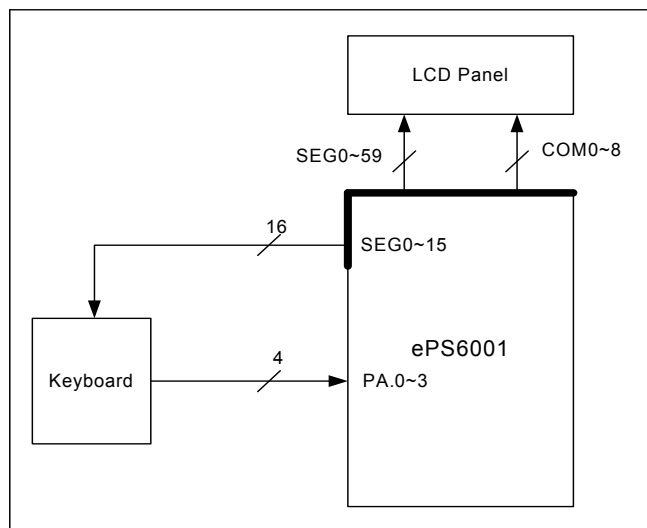 LCD Panel
SEG0~59
COM0~8
16
SEG0~15
ePS6001
4
Keyboard
PA.0~3